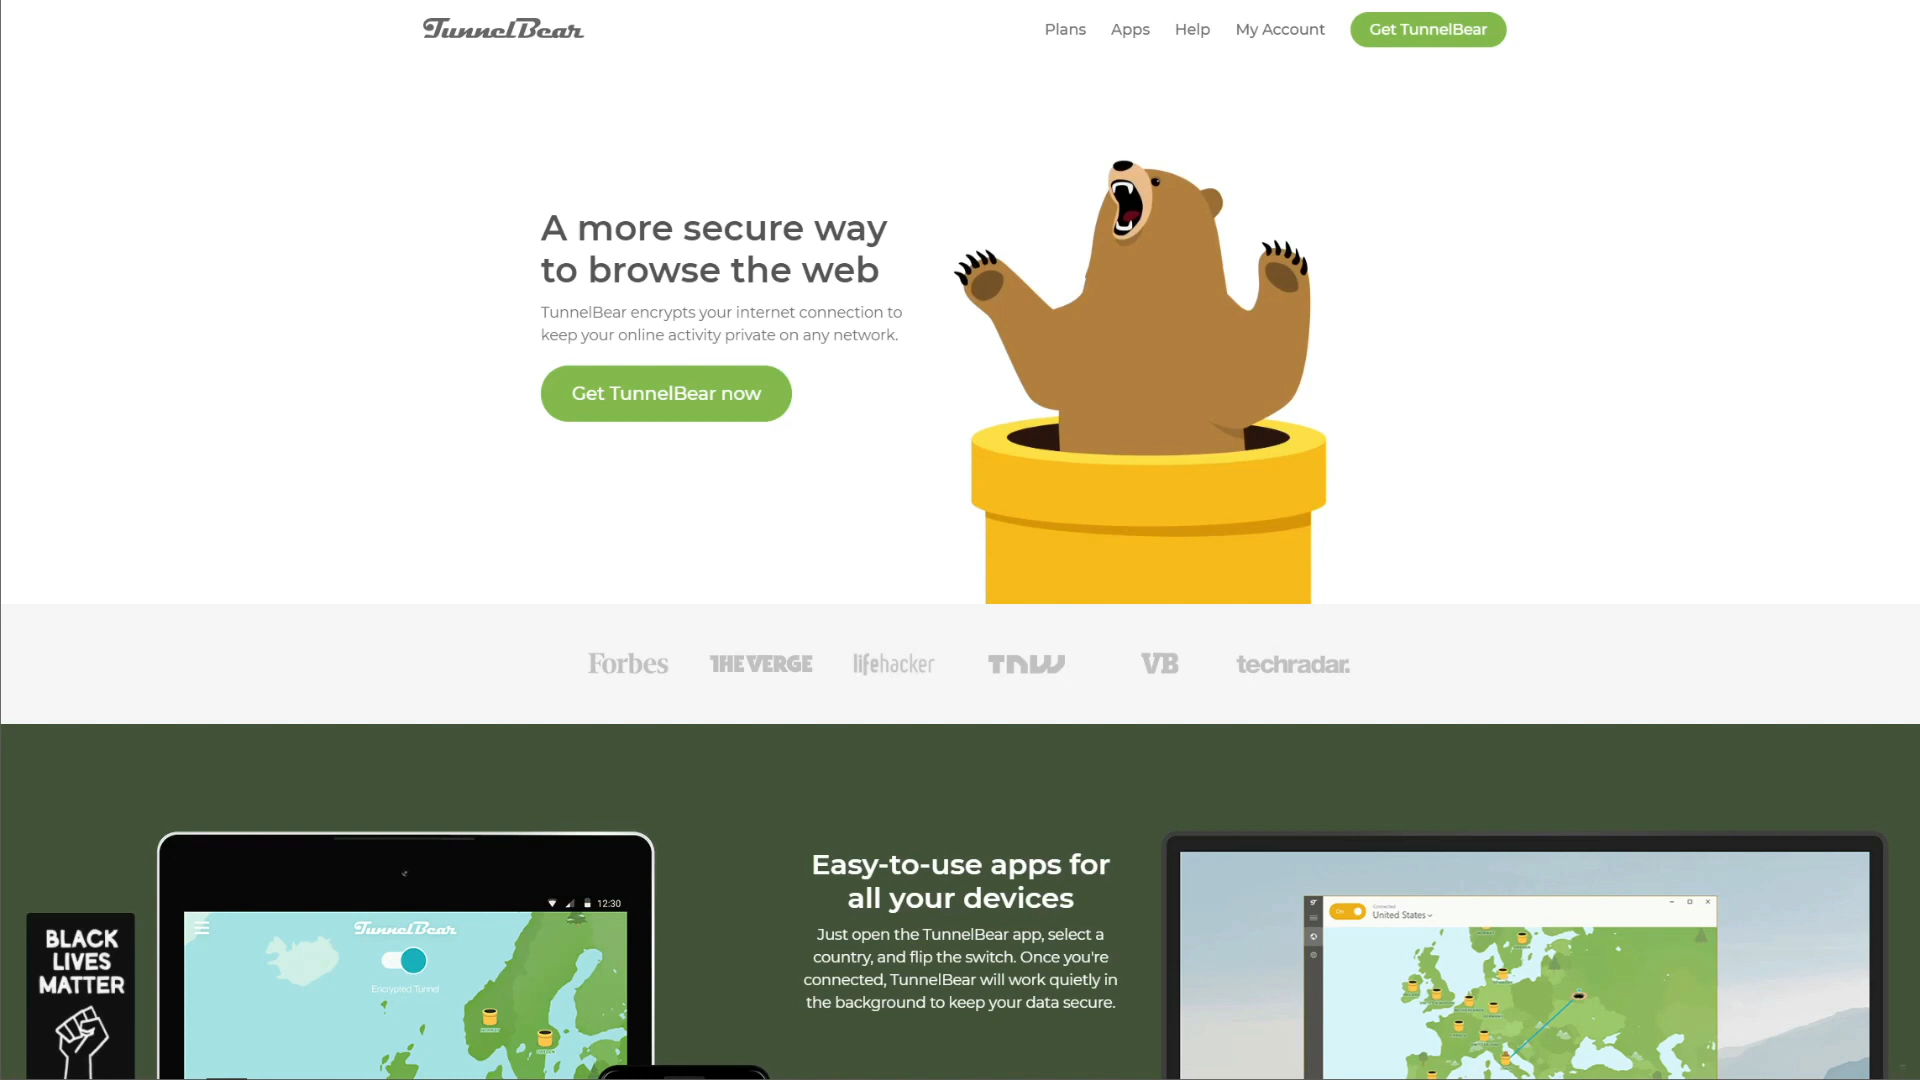 TunnelBear
Plans
Apps
Help
My Account
Get TunnelBear
A more secure way
to browse the web
TunnelBear encrypts your internet connection to
keep your online activity private on any network.
Get TunnelBear now
Forbes
THE VERGE
lifehacker
TNW
VB
techradar.
12:30
TunnelBear
Encrypted Tunnel
NORWAY
SWEDEN
BLACK
LIVES
MATTER
Easy-to-use apps for
all your devices
Just open the TunnelBear app, select a
country, and flip the switch. Once you're
connected, TunnelBear will work quietly in
the background to keep your data secure.
On
Connected
United States